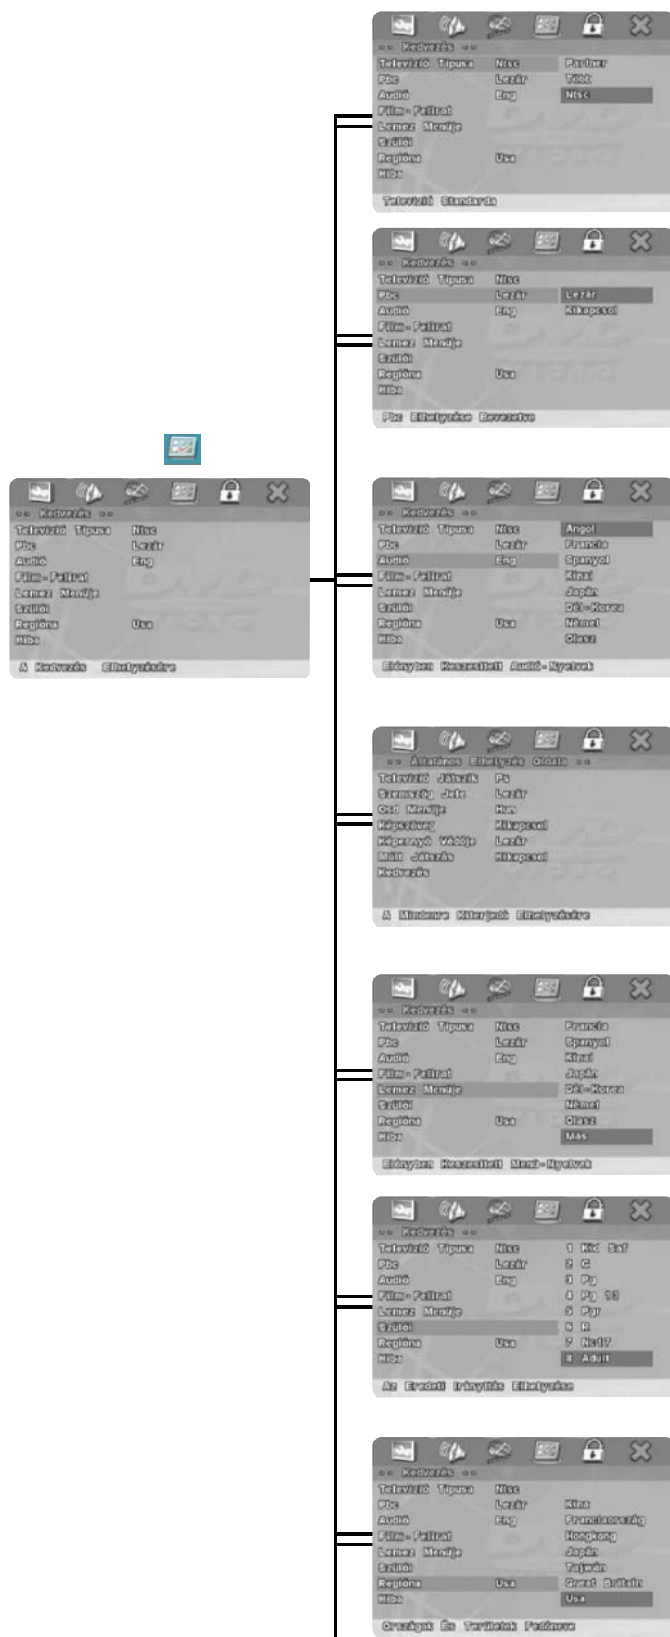 -- Kedvezés --
Televízió Típusa Ntsc Partner
Pbc Lezár Több
Audió Eng Ntsc
Film-Felirat
Lemez Menüje
Szülői
Regióna Usa
Hiba
Televízió Standarda
-- Kedvezés --
Televízió Típusa Ntsc
Pbc Lezár Lezár
Audió Eng Kikapcsol
Film-Felirat
Lemez Menüje
Szülői
Regióna Usa
Hiba
Pbc Elhelyzése Bevezetve
-- Kedvezés --
Televízió Típusa Ntsc
Pbc Lezár
Audió Eng
Film-Felirat
Lemez Menüje
Szülői
Regióna Usa
Hiba
A Kedvezés Elhelyzésére
-- Kedvezés --
Televízió Típusa Ntsc Angol
Pbc Lezár Francia
Audió Eng Spanyol
Film-Felirat Kínai
Lemez Menüje Japán
Szülői Dél-Korea
Regióna Usa Német
Hiba Olasz
Előnyben Reszesített Audió-Nyelvek
-- Általános Elhelyzés Oldala --
Televízió Játszik Ps
Szemszög Jele Lezár
Osd Menüje Hun
Képszöveg Kikapcsol
Képernyő Védője Lezár
Múlt Játszás Kikapcsol
Kedvezés
A Mindenre Kiterjedő Elhelyzésére
-- Kedvezés --
Televízió Típusa Ntsc Francia
Pbc Lezár Spanyol
Audió Eng Kínai
Film-Felirat Japán
Lemez Menüje Dél-Korea
Szülői Német
Regióna Usa Olasz
Hiba Más
Előnyben Reszesített Menü-Nyelvek
-- Kedvezés --
Televízió Típusa Ntsc 1 Kid Saf
Pbc Lezár 2 G
Audió Eng 3 Pg
Film-Felirat 4 Pg 13
Lemez Menüje 5 Pgr
Szülői 6 R
Regióna Usa 7 Nc17
Hiba 8 Adult
Az Eredeti Irányítás Elhelyzése
-- Kedvezés --
Televízió Típusa Ntsc
Pbc Lezár Kína
Audió Eng Franciaország
Film-Felirat Hongkong
Lemez Menüje Japán
Szülői Tajwán
Regióna Usa Great Britain
Hiba Usa
Országok És Területek Fedőneve